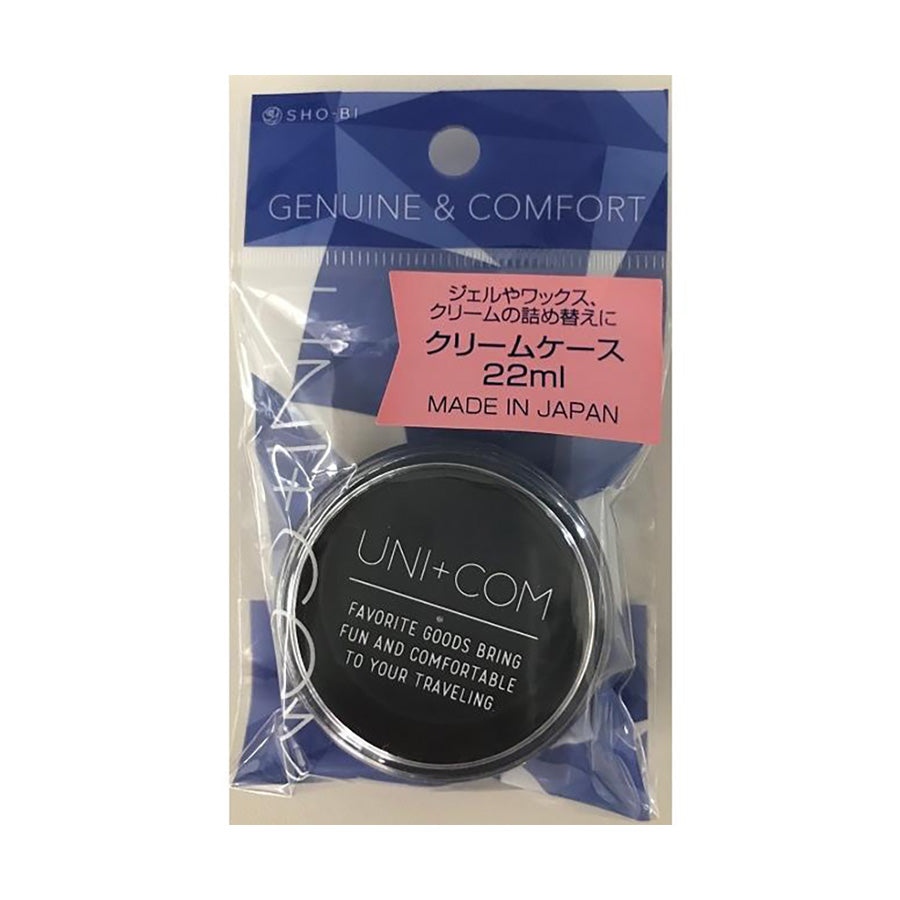 SHO-BI
GENUINE & COMFORT
ジェルやワックス、
クリームの詰め替えに
クリームケース
22ml
MADE IN JAPAN
UNI+COM
UNI+COM
FAVORITE GOODS BRING
FUN AND COMFORTABLE
TO YOUR TRAVELING.